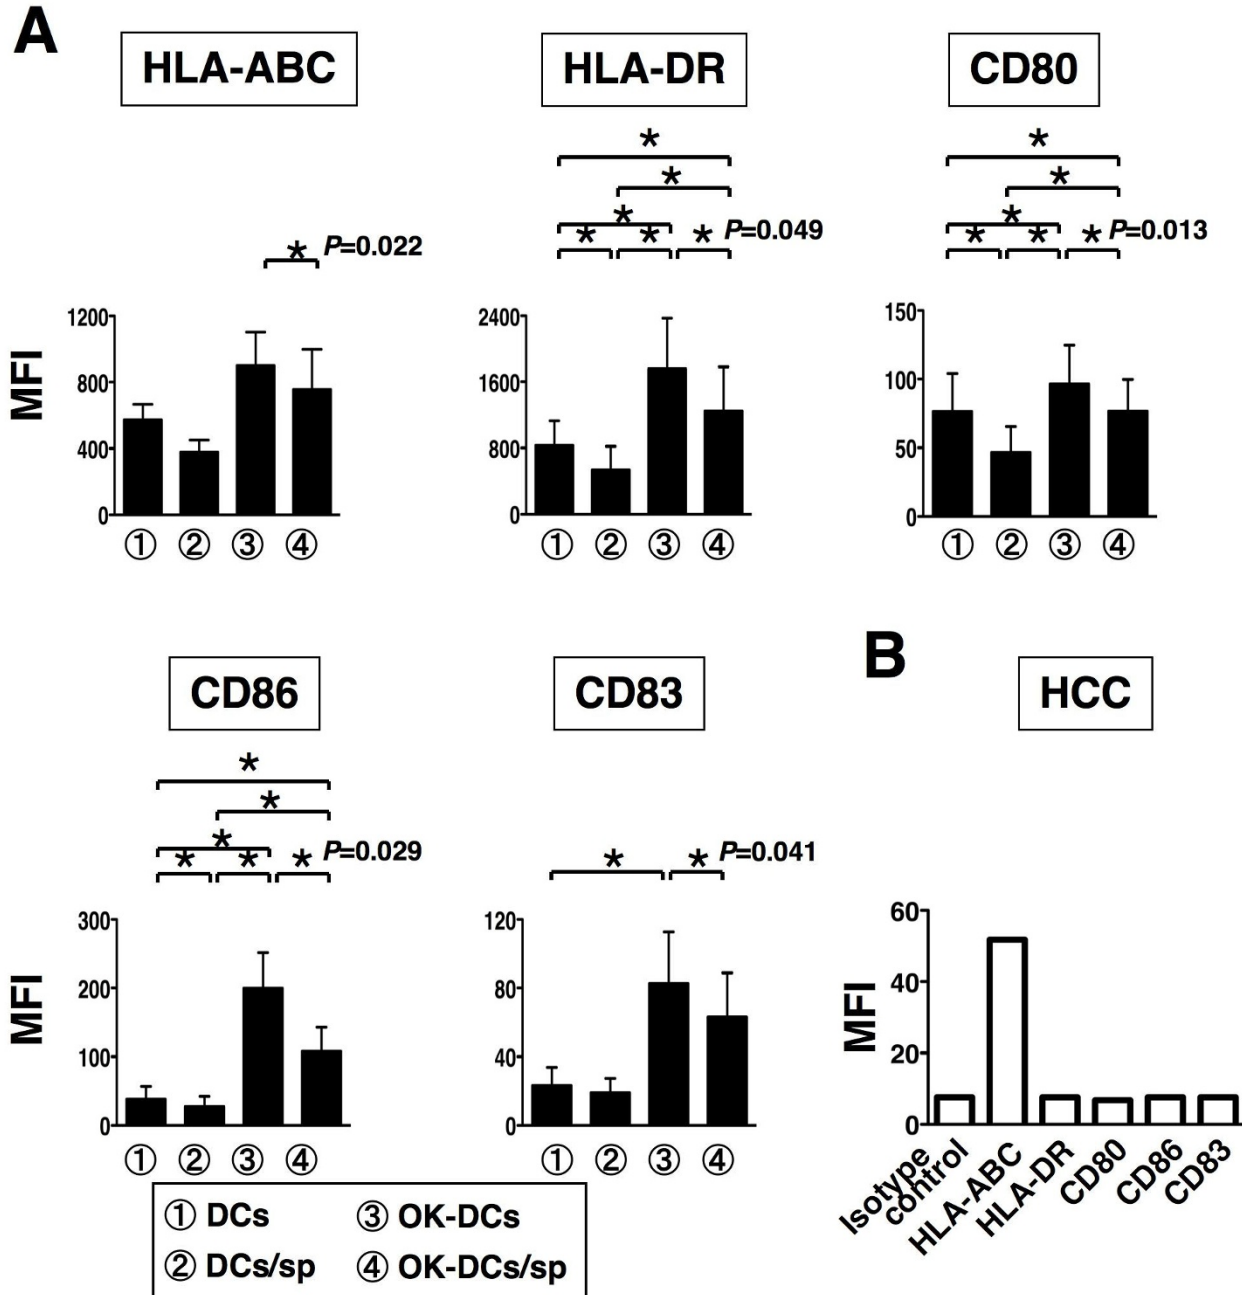 A
HLA-ABC
HLA-DR
CD80
*
*
*
*
*
*
*
*
*
P=0.022
* * * P=0.049
* * * P=0.013
MFI
1200
800
400
0
① ② ③ ④
2400
1600
800
0
① ② ③ ④
150
100
50
0
① ② ③ ④
CD86
CD83
B
HCC
*
*
*
* * * P=0.029
* * P=0.041
MFI
300
200
100
0
① ② ③ ④
120
80
40
0
① ② ③ ④
MFI
60
40
20
0
Isotype
control
HLA-ABC
HLA-DR
CD80
CD86
CD83
① DCs ③ OK-DCs
② DCs/sp ④ OK-DCs/sp